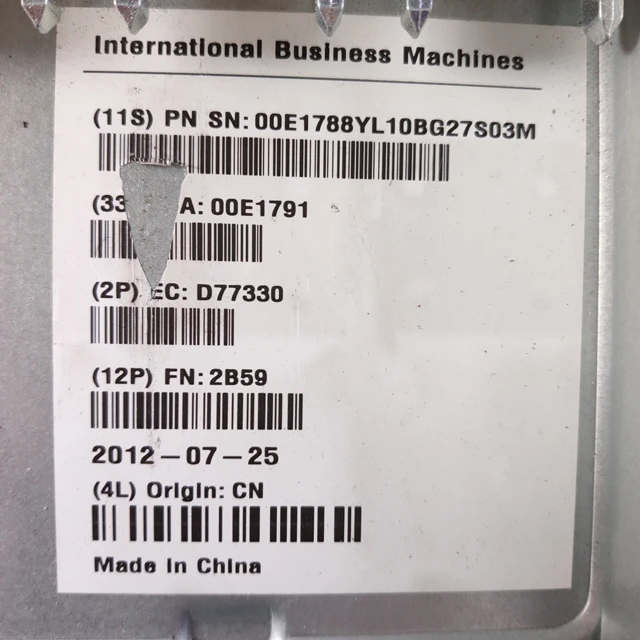 International Business Machines
(11S) PN SN: 00E1788YL10BG27S03M
(33 A: 00E1791
(2P) EC: D77330
(12P) FN: 2B59
2012-07-25
(4L) Origin: CN
Made In China